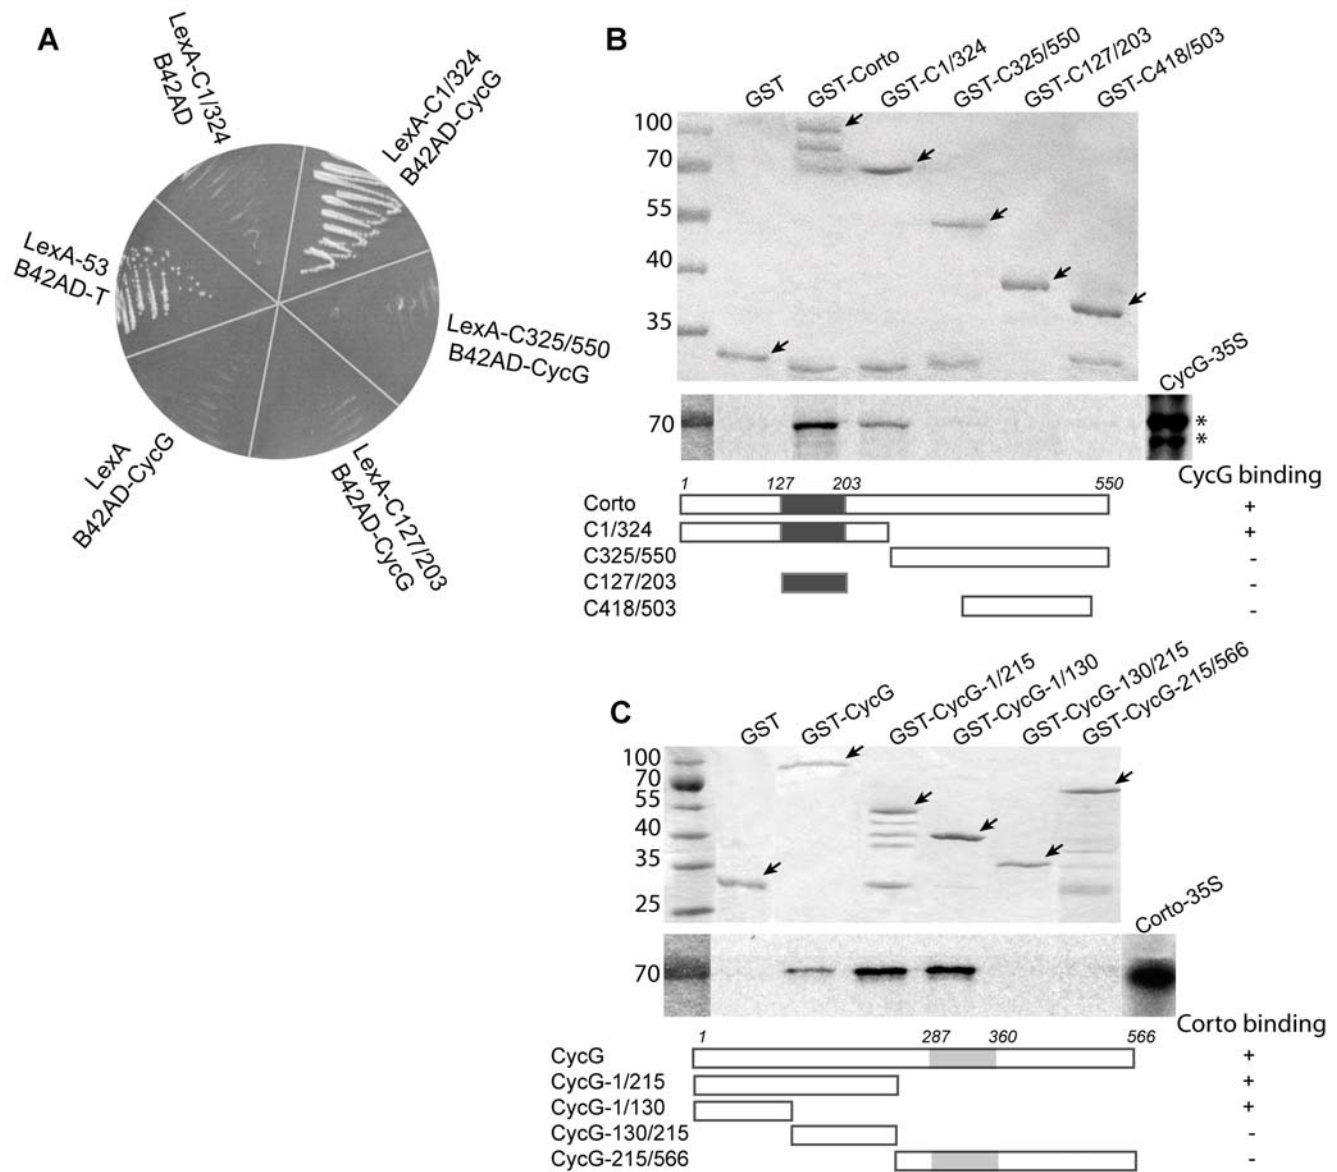 A
LexA-C1/324
B42AD
LexA-C1/324
B42AD-CycG
LexA-53
B42AD-T
LexA-C325/550
B42AD-CycG
LexA
B42AD-CycG
LexA-C127/203
B42AD-CycG
B
GST
GST-Corto
GST-C1/324
GST-C325/550
GST-C127/203
GST-C418/503
100
70
55
40
35
CycG-35S
70
*
*
CycG binding
1 127 203 550
Corto +
C1/324 +
C325/550 -
C127/203 -
C418/503 -
C
GST
GST-CycG
GST-CycG-1/215
GST-CycG-1/130
GST-CycG-130/215
GST-CycG-215/566
100
70
55
40
35
25
Corto-35S
70
Corto binding
1 287 360 566
CycG +
CycG-1/215 +
CycG-1/130 +
CycG-130/215 -
CycG-215/566 -